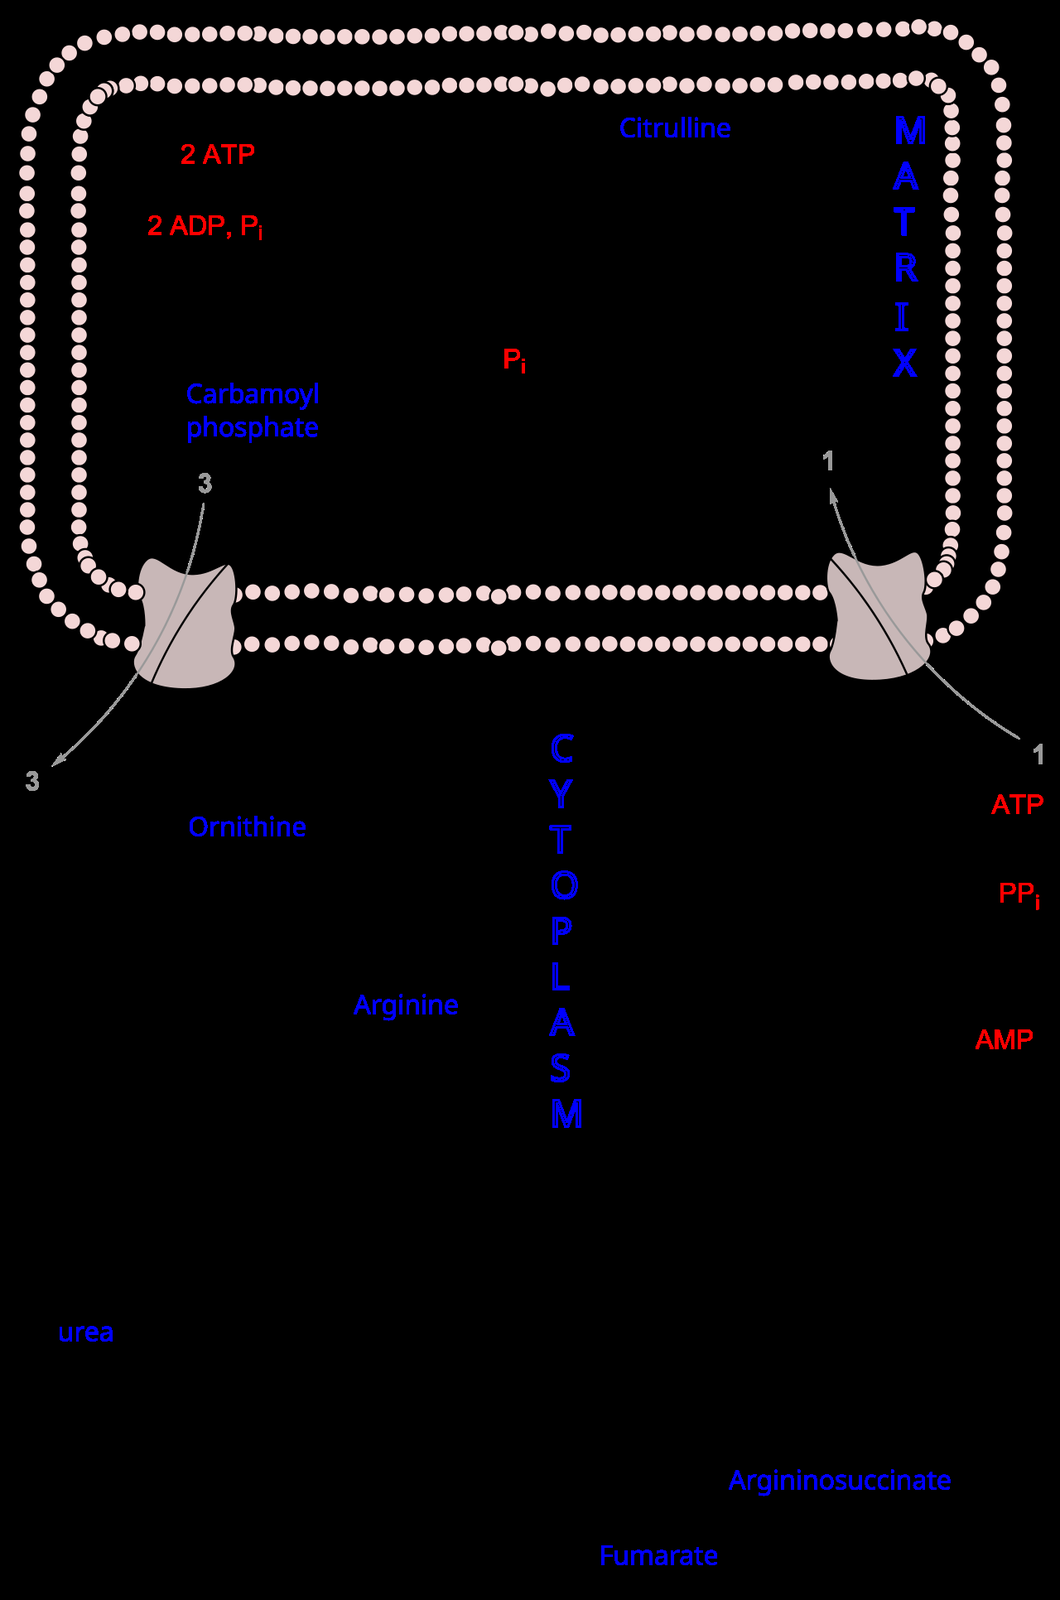 Citrulline
M
A
T
R
I
X
2 ATP
2 ADP, Pi
Pi
Carbamoyl
phosphate
3
1
3
1
C
Y
T
O
P
L
A
S
M
ATP
Ornithine
PPi
Arginine
AMP
urea
Argininosuccinate
Fumarate